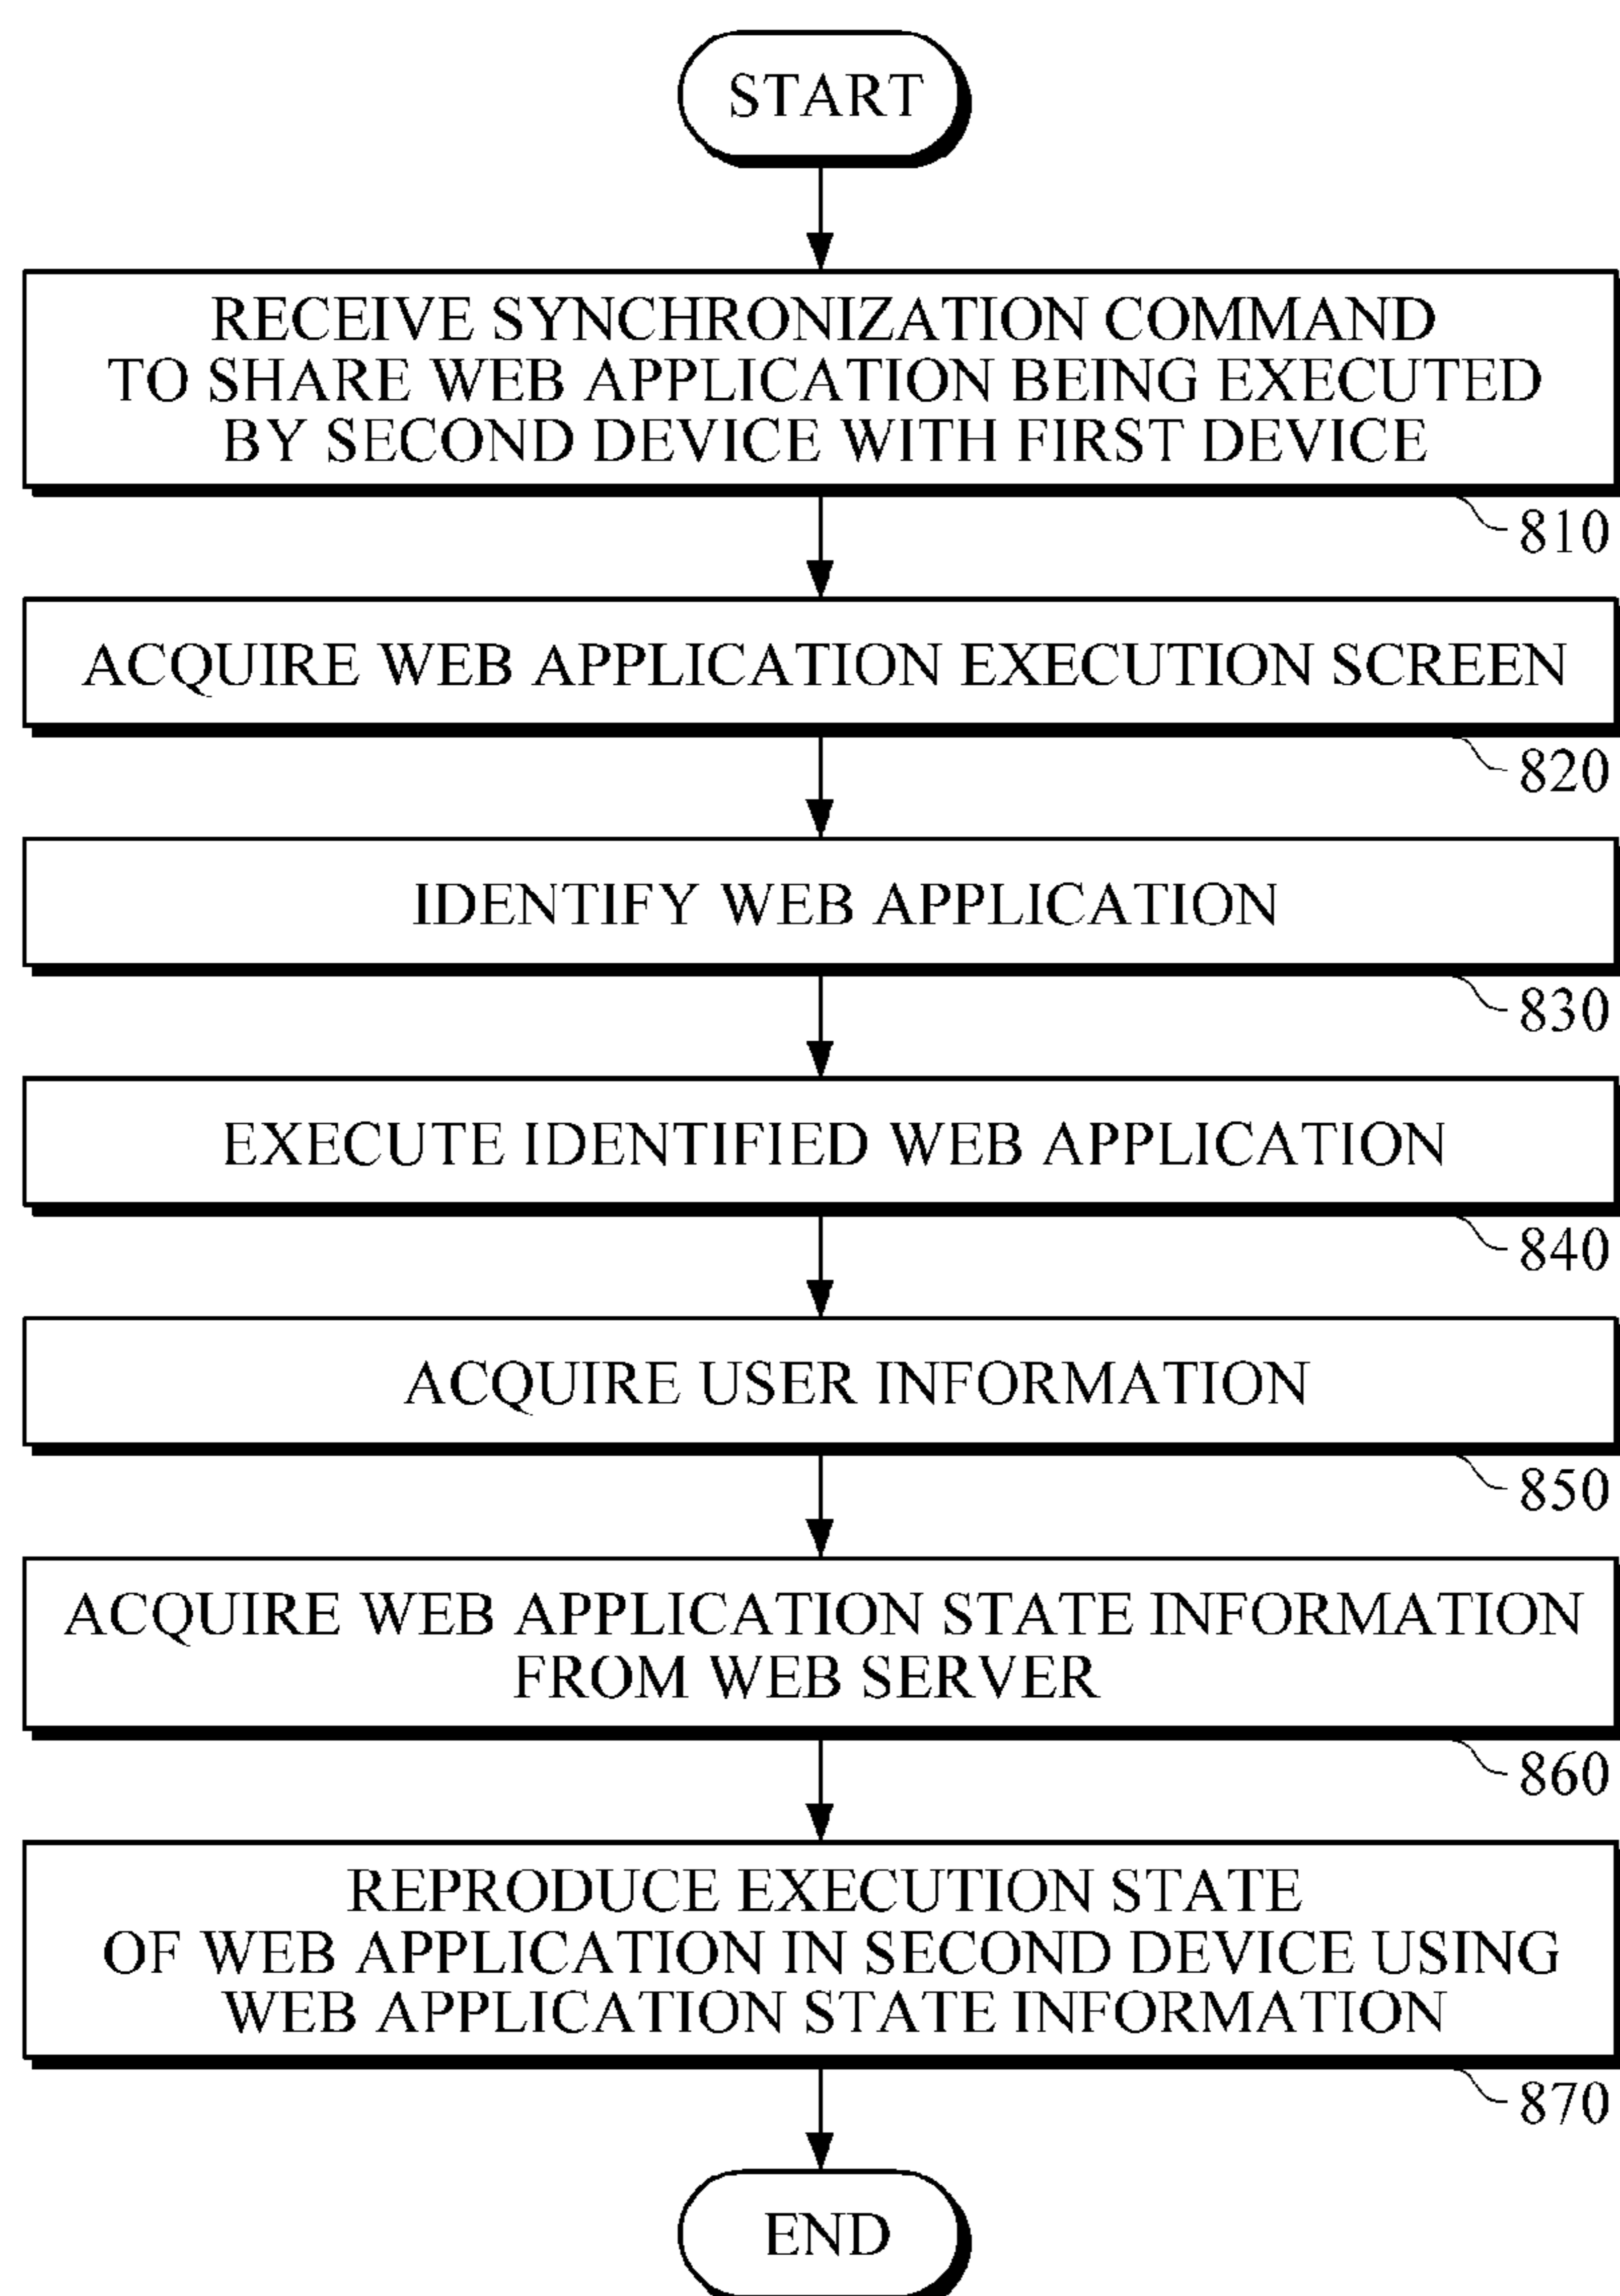 START
RECEIVE SYNCHRONIZATION COMMAND
TO SHARE WEB APPLICATION BEING EXECUTED
BY SECOND DEVICE WITH FIRST DEVICE
810
ACQUIRE WEB APPLICATION EXECUTION SCREEN
820
IDENTIFY WEB APPLICATION
830
EXECUTE IDENTIFIED WEB APPLICATION
840
ACQUIRE USER INFORMATION
850
ACQUIRE WEB APPLICATION STATE INFORMATION
FROM WEB SERVER
860
REPRODUCE EXECUTION STATE
OF WEB APPLICATION IN SECOND DEVICE USING
WEB APPLICATION STATE INFORMATION
870
END